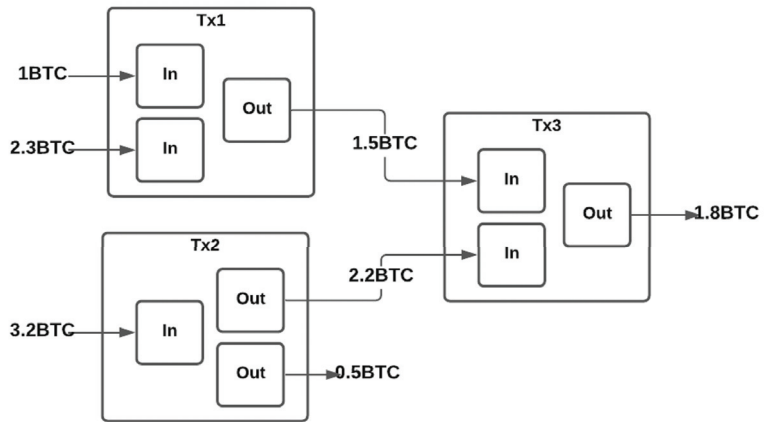 Tx1
1BTC
In
Out
2.3BTC
In
1.5BTC
Tx3
In
Out
1.8BTC
In
Tx2
Out
2.2BTC
3.2BTC
In
Out
0.5BTC